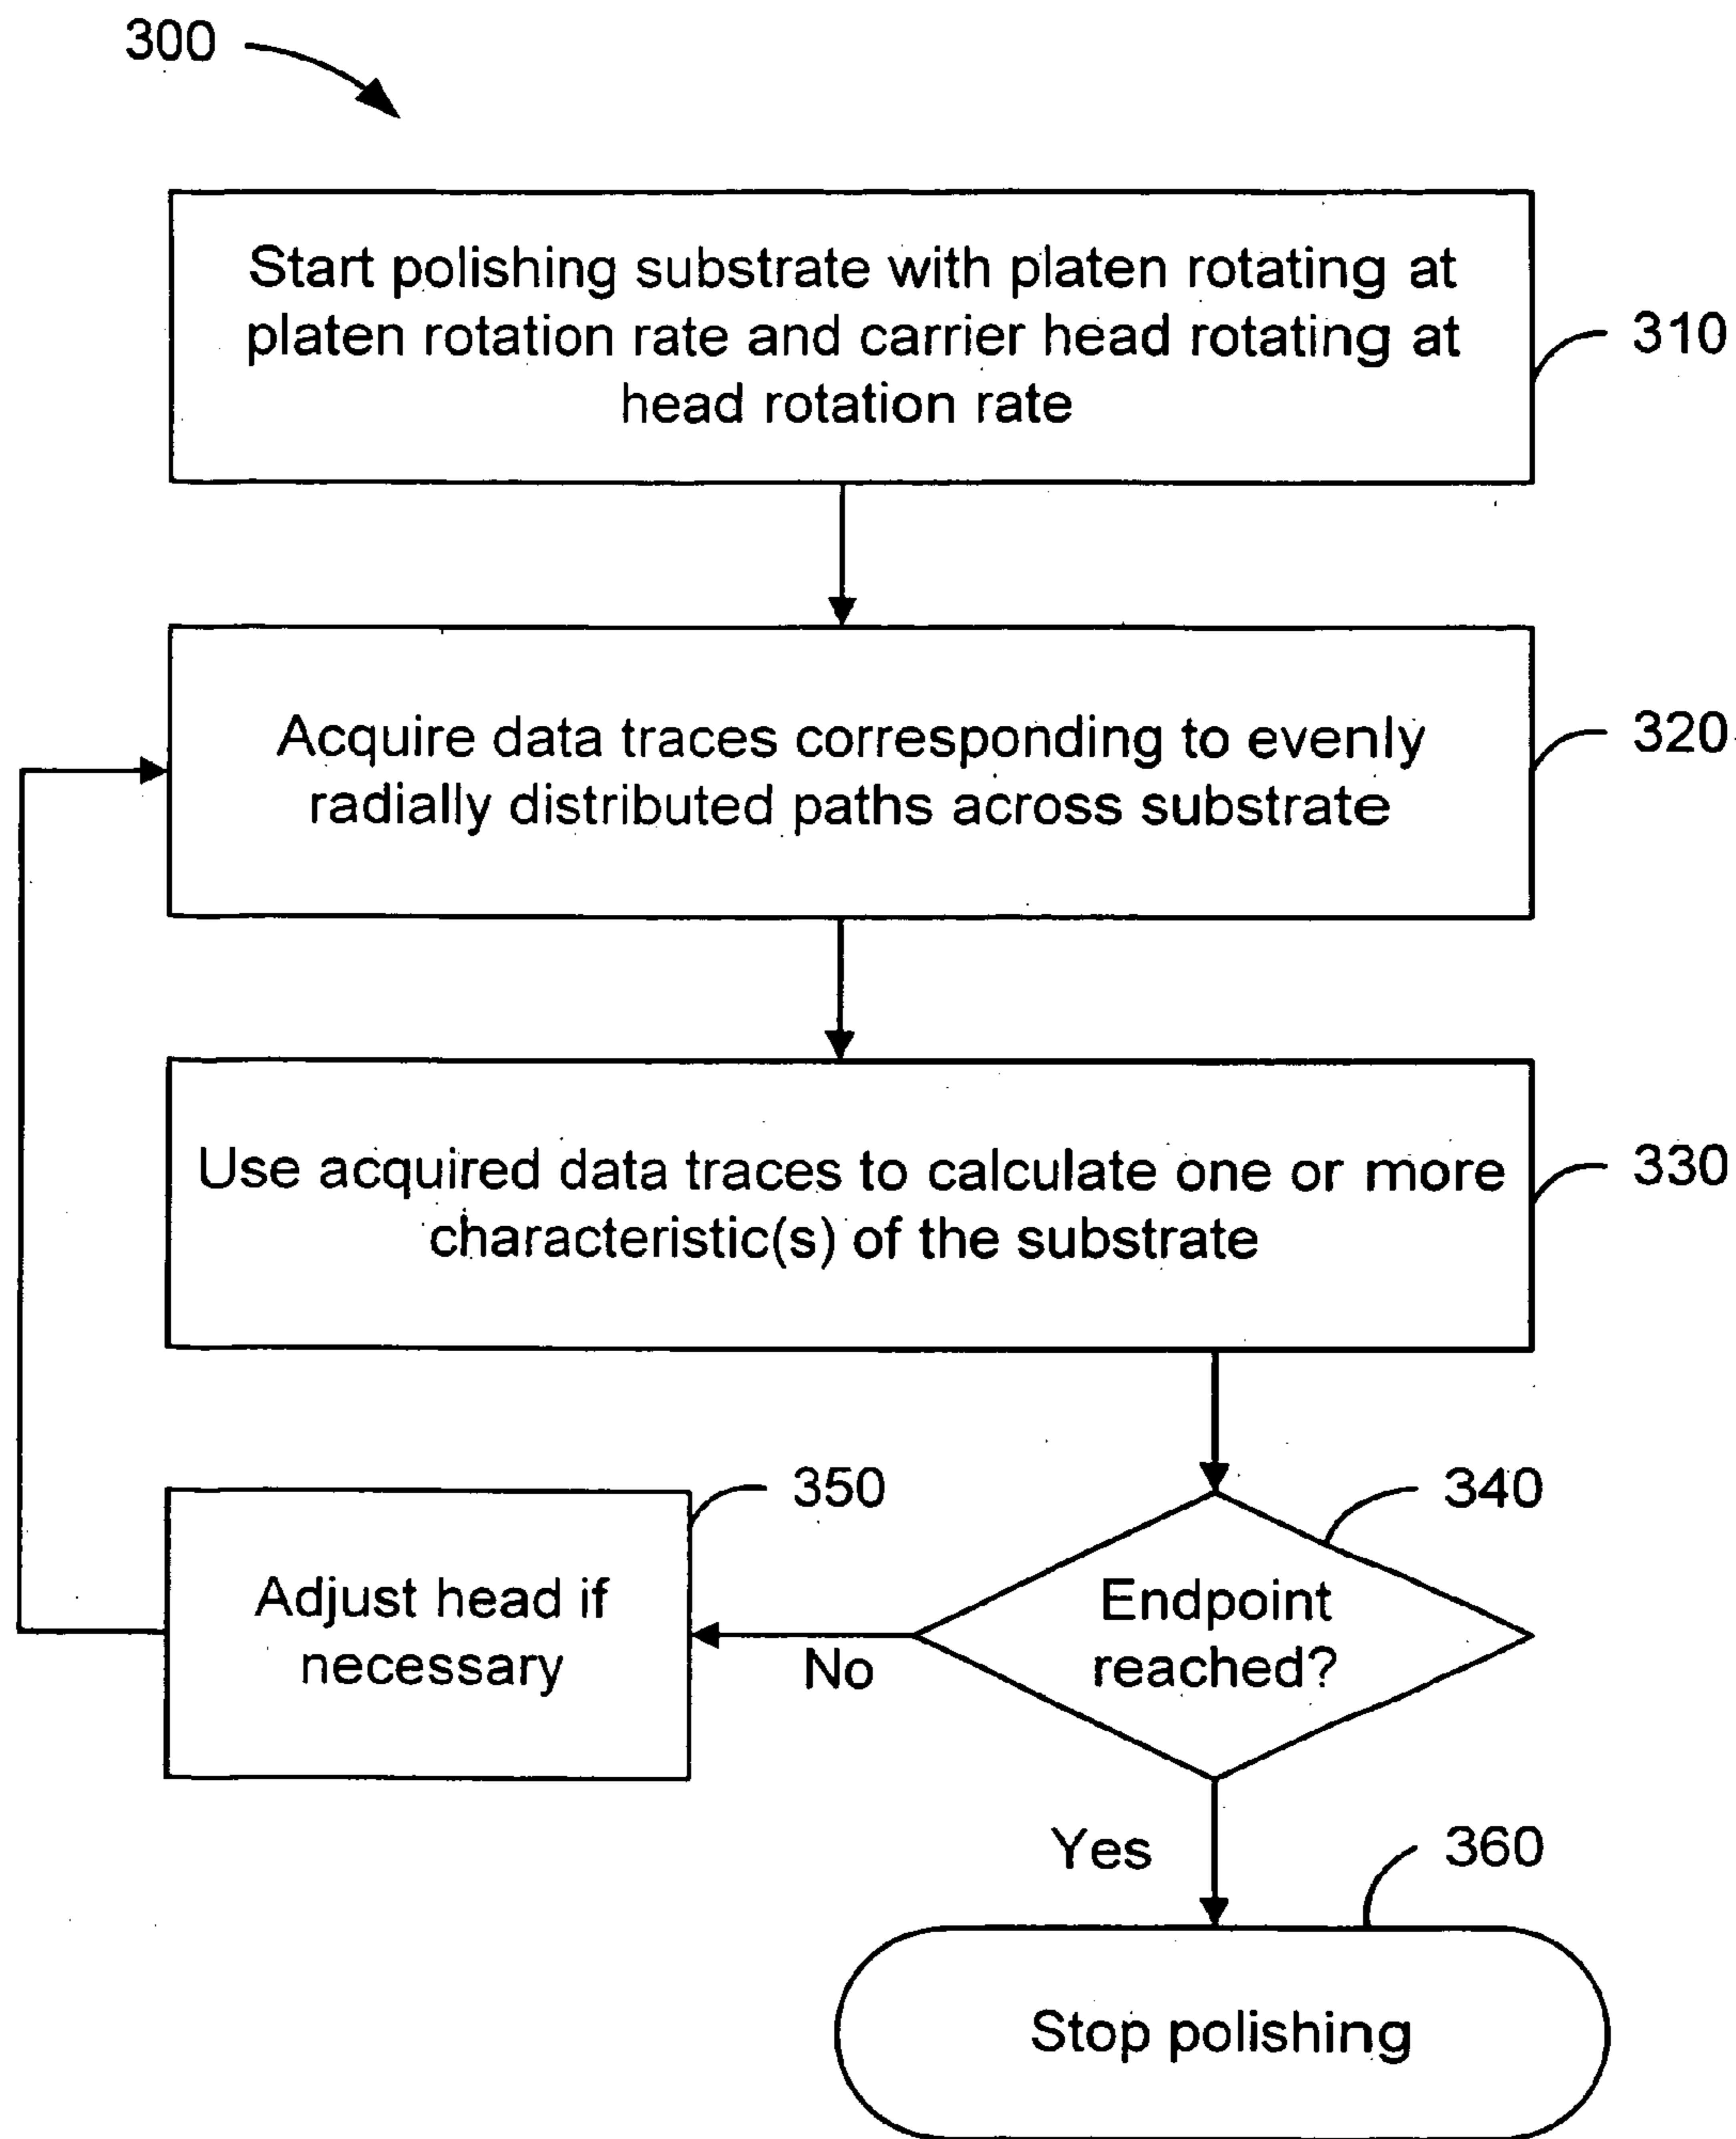 300
Start polishing substrate with platen rotating at
platen rotation rate and carrier head rotating at
head rotation rate
310
Acquire data traces corresponding to evenly
radially distributed paths across substrate
320
Use acquired data traces to calculate one or more
characteristic(s) of the substrate
330
340
Endpoint
reached?
No
350
Adjust head if
necessary
Yes
360
Stop polishing